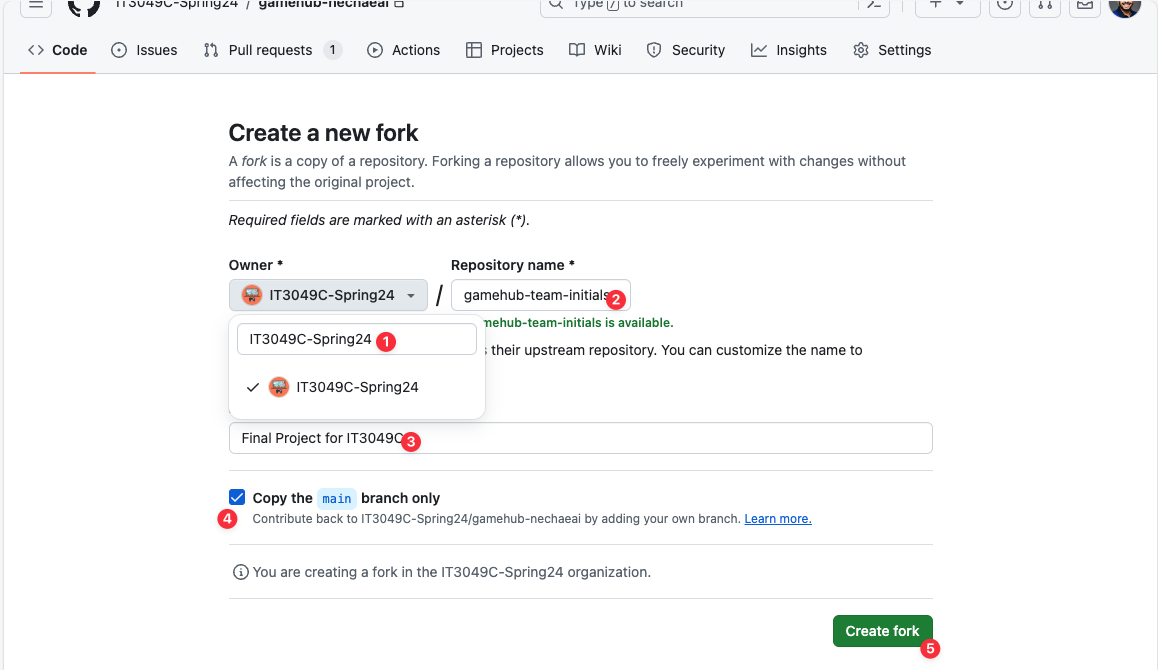 IT3049C-Spring24 / gamehub-nechaeai
Type / to search
Code
Issues
Pull requests 1
Actions
Projects
Wiki
Security
Insights
Settings
Create a new fork
A fork is a copy of a repository. Forking a repository allows you to freely experiment with changes without
affecting the original project.
Required fields are marked with an asterisk (*).
Owner *
Repository name *
IT3049C-Spring24
/
gamehub-team-initials
2
mehub-team-initials is available.
IT3049C-Spring24
1
s their upstream repository. You can customize the name to
IT3049C-Spring24
Final Project for IT3049C
3
Copy the main branch only
4
Contribute back to IT3049C-Spring24/gamehub-nechaeai by adding your own branch. Learn more.
You are creating a fork in the IT3049C-Spring24 organization.
Create fork
5